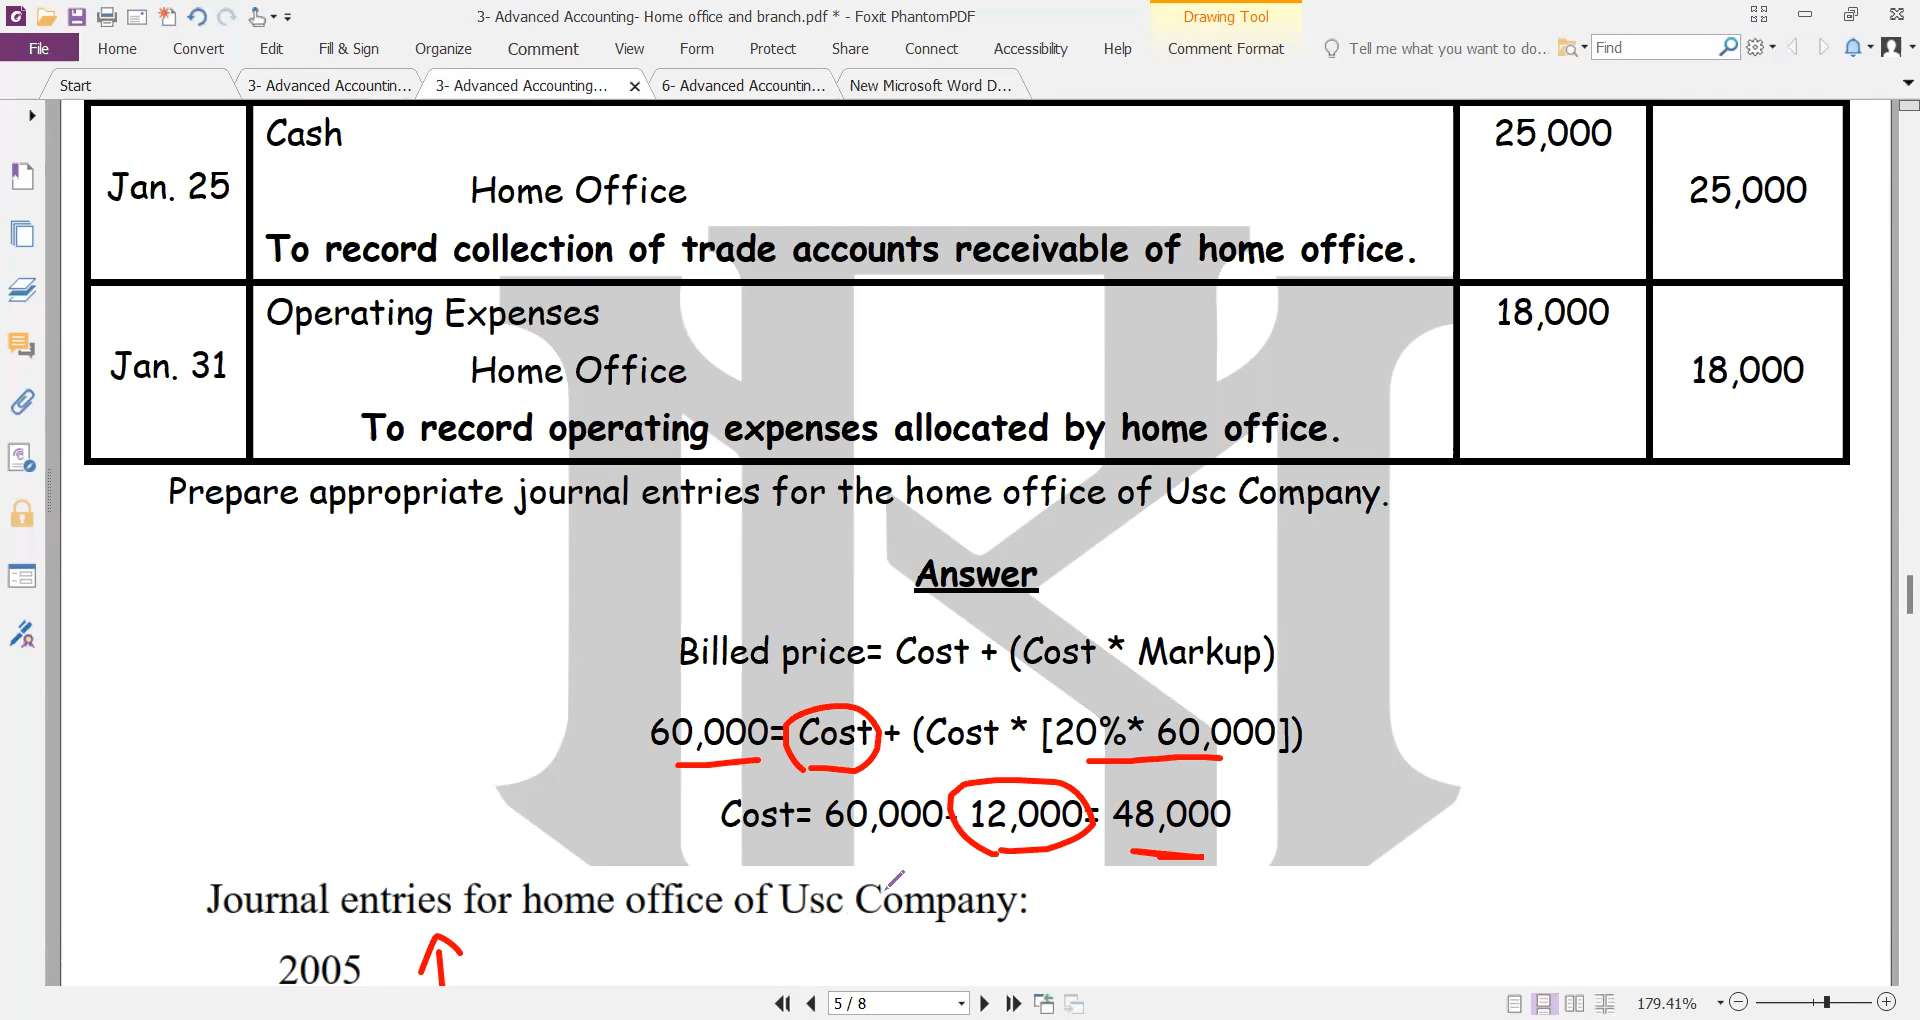 3- Advanced Accounting- Home office and branch.pdf * - Foxit PhantomPDF
Drawing Tool
File Home Convert Edit Fill & Sign Organize Comment View Form Protect Share Connect Accessibility Help Comment Format Tell me what you want to do... Find
Start 3- Advanced Accountin... 3- Advanced Accounting... 6- Advanced Accountin... New Microsoft Word D...
Cash 25,000
Jan. 25
Home Office 25,000
To record collection of trade accounts receivable of home office.
Operating Expenses 18,000
Jan. 31
Home Office 18,000
To record operating expenses allocated by home office.
Prepare appropriate journal entries for the home office of Usc Company.
Answer
Billed price= Cost + (Cost * Markup)
60,000= Cost + (Cost * [20%* 60,000])
Cost= 60,000- 12,000= 48,000
Journal entries for home office of Usc Company:
2005
5 / 8
179.41%